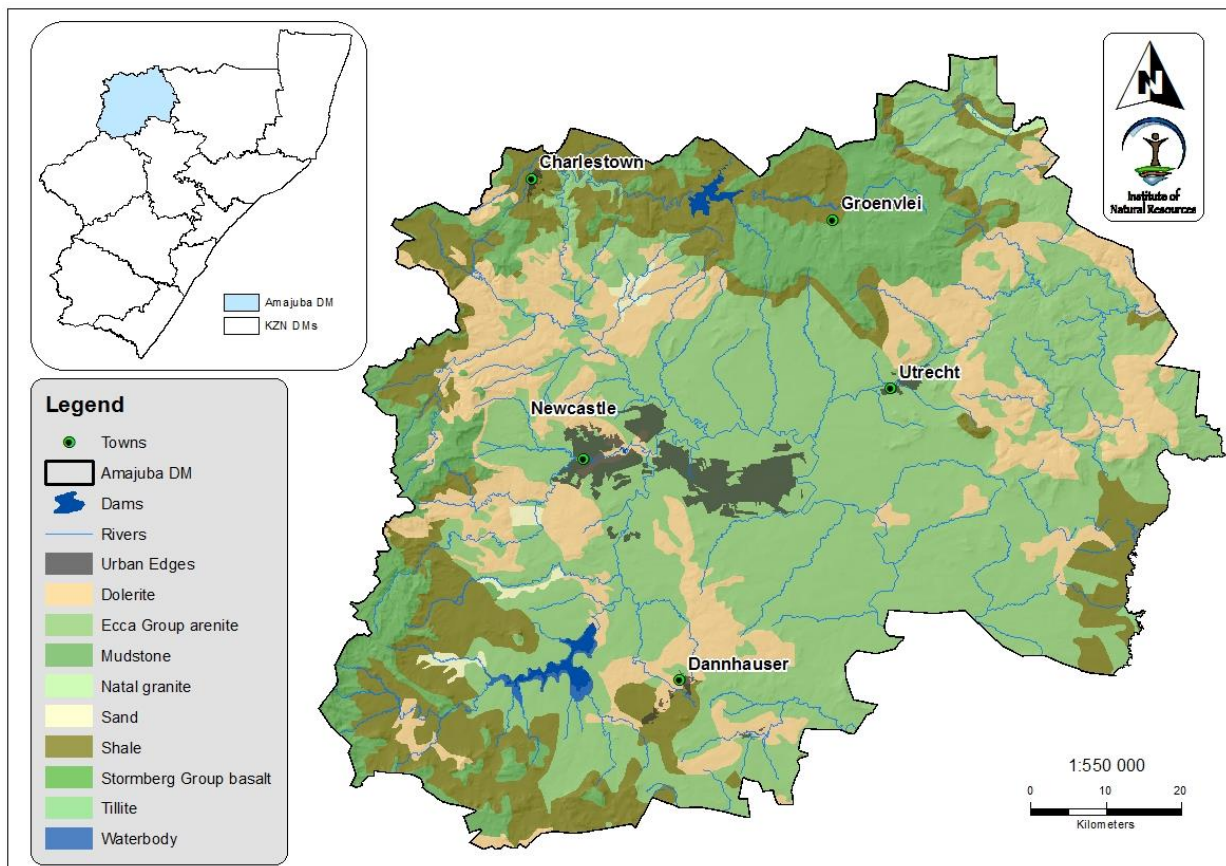 Amajuba DM
KZN DMs
N
Institute of
Natural Resources
Charlestown
Groenvlei
Utrecht
Newcastle
Dannhauser
Legend
Towns
Amajuba DM
Dams
Rivers
Urban Edges
Dolerite
Ecca Group arenite
Mudstone
Natal granite
Sand
Shale
Stormberg Group basalt
Tillite
Waterbody
1:550 000
0 10 20
Kilometers